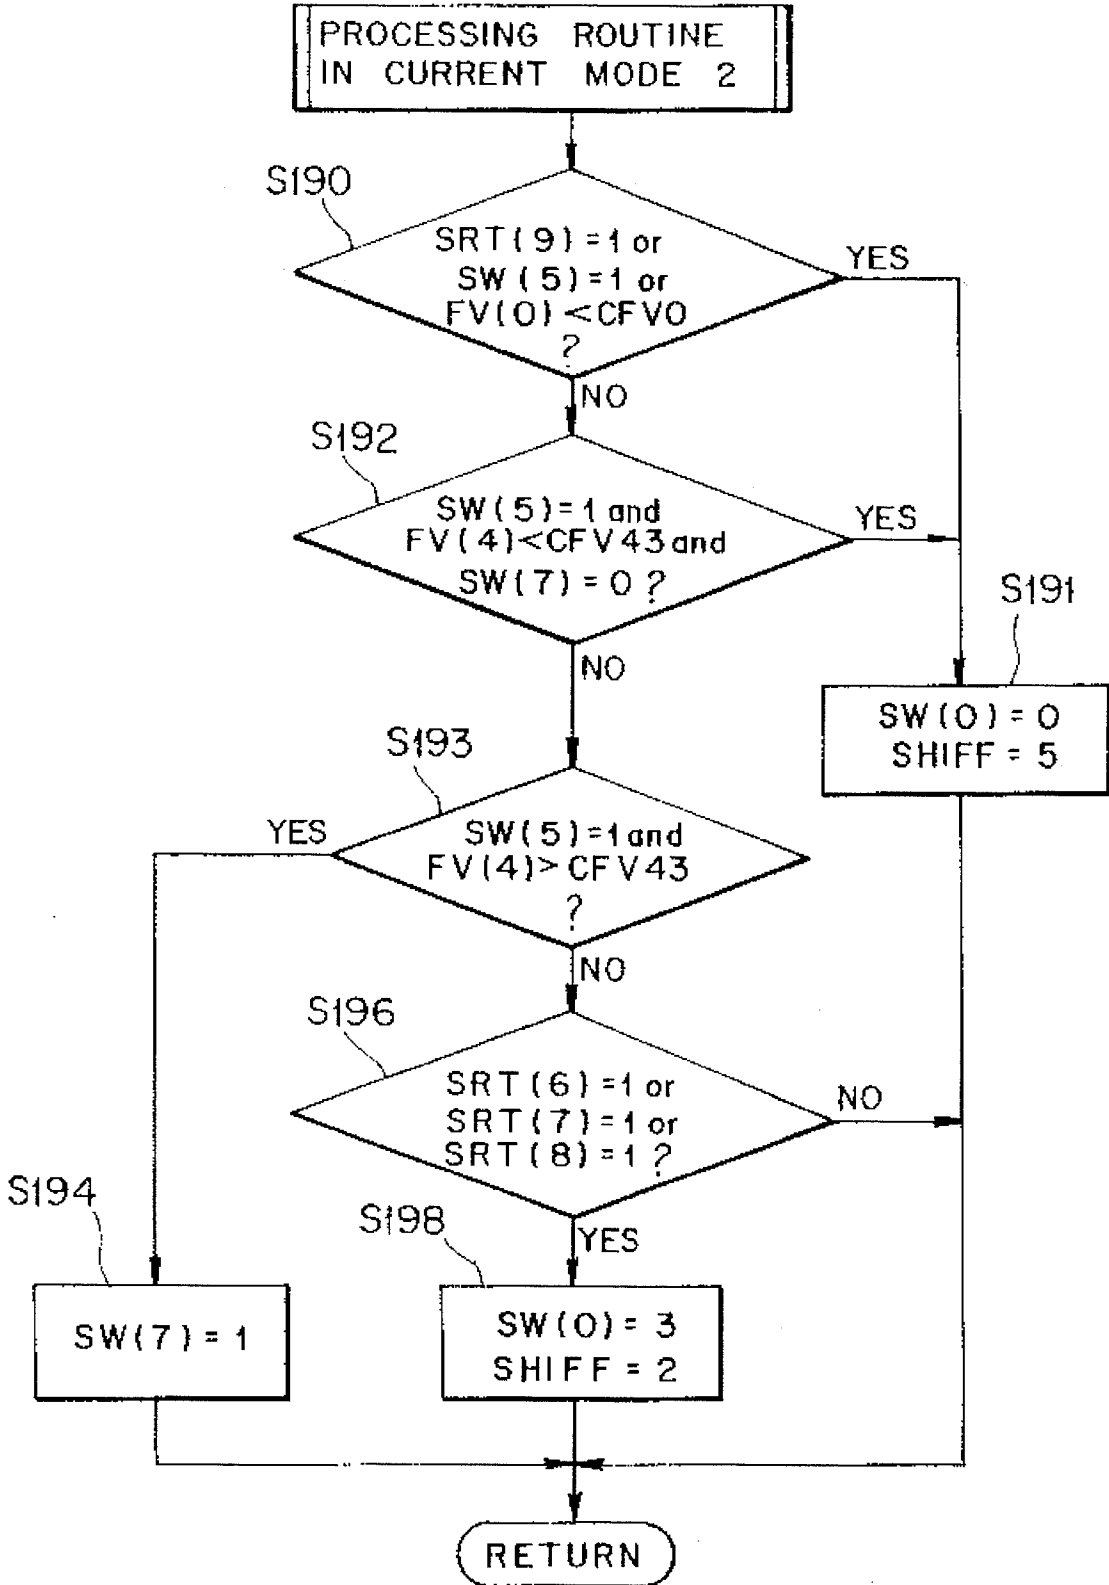 PROCESSING ROUTINE
IN CURRENT MODE 2
S190
SRT(9)=1 or
SW(5)=1 or
FV(0)<CFV0
?
YES
NO
S192
SW(5)=1 and
FV(4)<CFV43 and
SW(7)=0 ?
YES
NO
S191
SW(0)=0
SHIFF=5
S193
SW(5)=1 and
FV(4)>CFV43
?
YES
NO
S196
SRT(6)=1 or
SRT(7)=1 or
SRT(8)=1 ?
NO
YES
S194
SW(7)=1
S198
SW(0)=3
SHIFF=2
RETURN